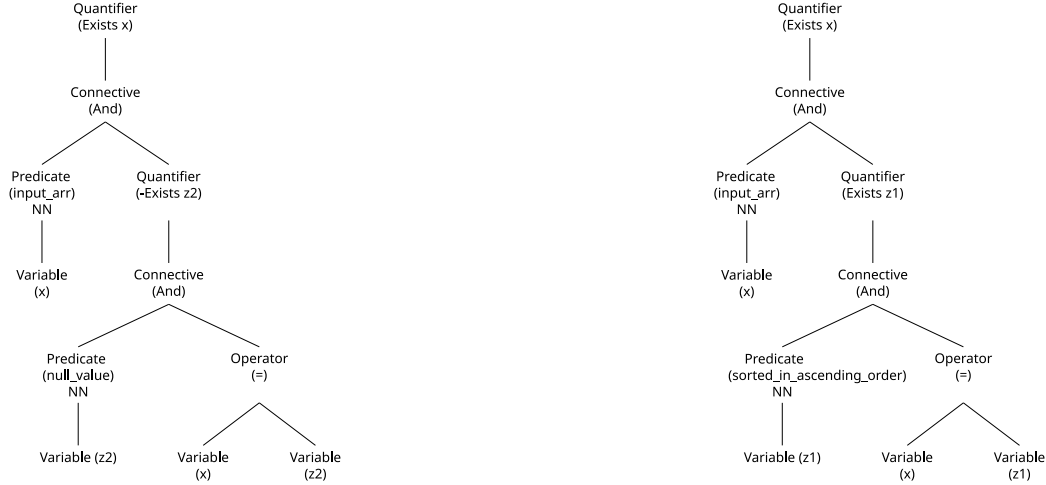 Quantifier
(Exists x)
Connective
(And)
Predicate
(input_arr)
NN
Quantifier
(-Exists z2)
Variable
(x)
Connective
(And)
Predicate
(null_value)
NN
Operator
(=)
Variable (z2)
Variable
(x)
Variable
(z2)
Quantifier
(Exists x)
Connective
(And)
Predicate
(input_arr)
NN
Quantifier
(Exists z1)
Variable
(x)
Connective
(And)
Predicate
(sorted_in_ascending_order)
NN
Operator
(=)
Variable (z1)
Variable
(x)
Variable
(z1)